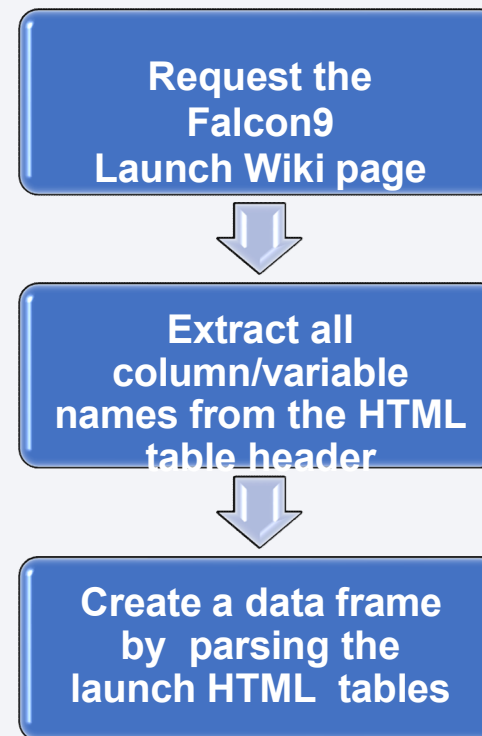 Request the
Falcon9
Launch Wiki page
Extract all
column/variable
names from the HTML
table header
Create a data frame
by  parsing the
launch HTML  tables